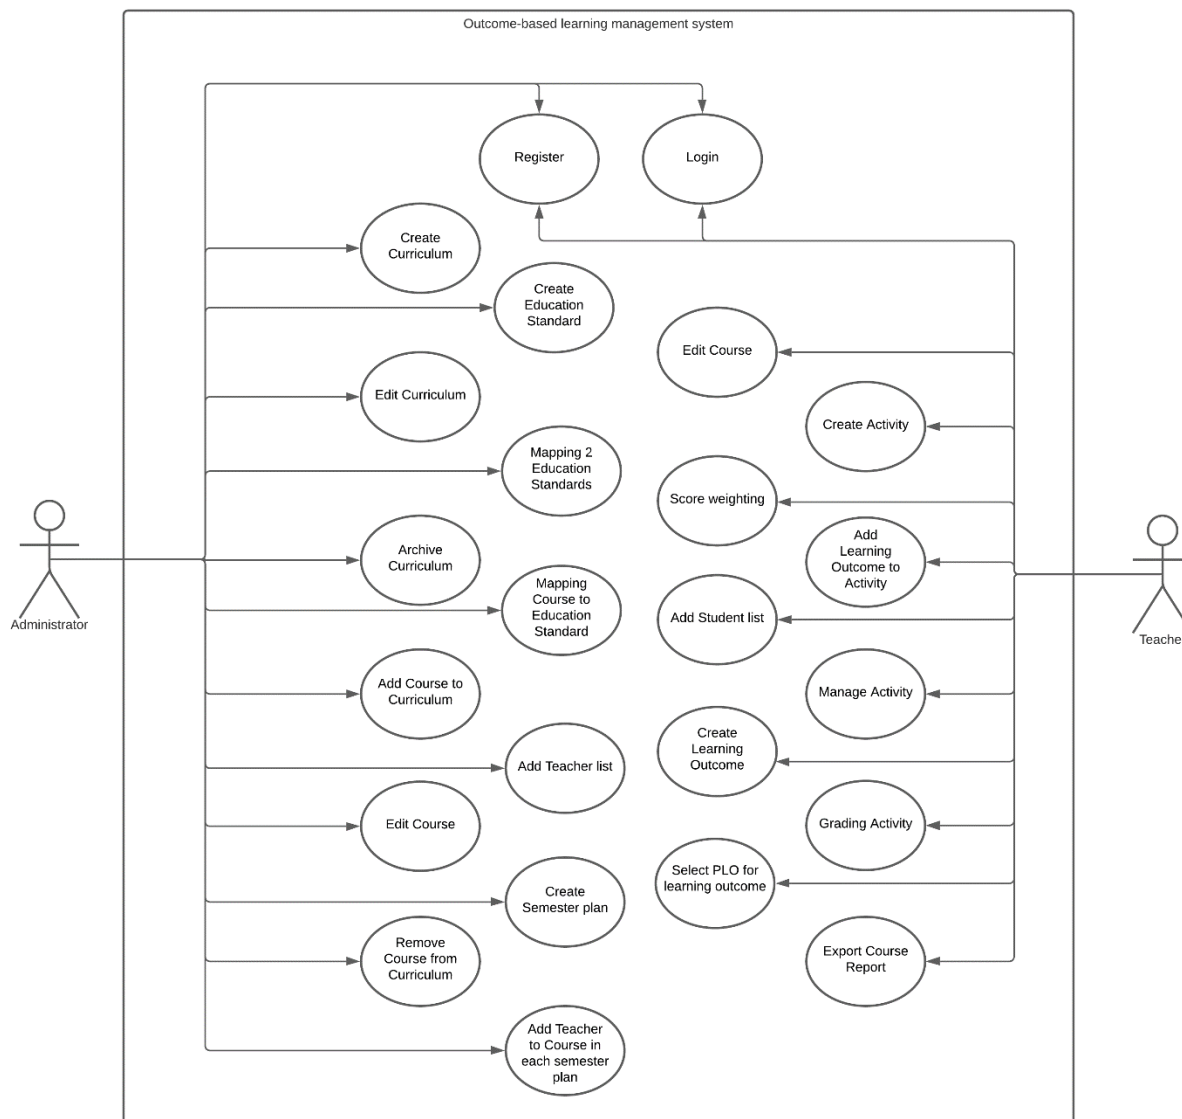 Outcome-based learning management system
Register
Login
Create
Curriculum
Create
Education
Standard
Edit Course
Edit Curriculum
Create Activity
Mapping 2
Education
Standards
Score weighting
Archive
Curriculum
Add
Learning
Outcome to
Activity
Mapping
Course to
Education
Standard
Add Student list
Administrator
Teache
Add Course to
Curriculum
Manage Activity
Create
Learning
Outcome
Add Teacher list
Edit Course
Grading Activity
Select PLO for
learning outcome
Create
Semester plan
Remove
Course from
Curriculum
Export Course
Report
Add Teacher
to Course in
each semester
plan